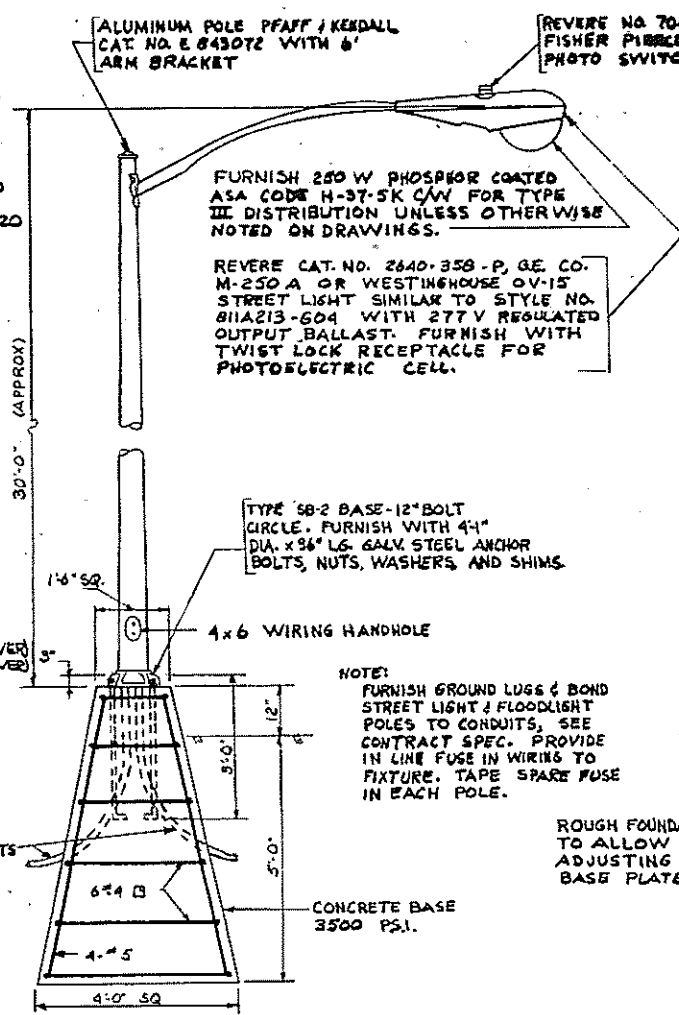 ALUMINUM POLE PFAFF & KENDALL
CAT. NO. E 843072 WITH 6'
ARM BRACKET
REVERE NO. 70
FISHER PIERCE
PHOTO SWITC
20
FURNISH 250 W PHOSPHOR COATED
ASA CODE H-37-5K C/W FOR TYPE
III DISTRIBUTION UNLESS OTHERWISE
NOTED ON DRAWINGS.
REVERE CAT. NO. 2640-358-P, G.E. CO.
M-250 A OR WESTINGHOUSE OV-15
STREET LIGHT SIMILAR TO STYLE NO.
811A213-G04 WITH 277 V REGULATED
OUTPUT BALLAST. FURNISH WITH
TWIST LOCK RECEPTACLE FOR
PHOTOELECTRIC CELL.
30'-0" (APPROX)
TYPE SB-2 BASE-12" BOLT
CIRCLE. FURNISH WITH 4-1"
DIA. x 36" LG. GALV. STEEL ANCHOR
BOLTS, NUTS, WASHERS, AND SHIMS.
1'-6" SQ.
4x6 WIRING HANDHOLE
3"
NOTE:
FURNISH GROUND LUGS & BOND
STREET LIGHT & FLOODLIGHT
POLES TO CONDUITS, SEE
CONTRACT SPEC. PROVIDE
IN LINE FUSE IN WIRING TO
FIXTURE. TAPE SPARE FUSE
IN EACH POLE.
12"
3'-0"
5'-0"
TS
ROUGH FOUNDA
TO ALLOW
ADJUSTING
BASE PLATE
6#4
CONCRETE BASE
3500 P.S.I.
4-#5
4'-0" SQ